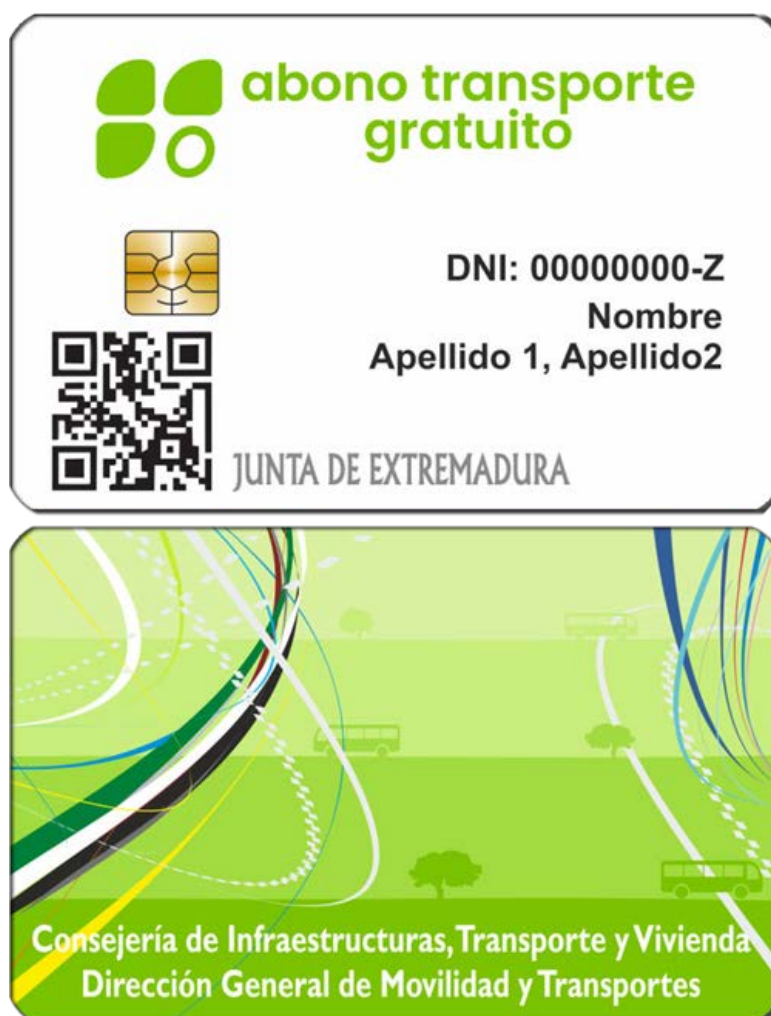 abono transporte
gratuito
DNI: 00000000-Z
Nombre
Apellido 1, Apellido2
JUNTA DE EXTREMADURA
Consejería de Infraestructuras, Transporte y Vivienda
Dirección General de Movilidad y Transportes